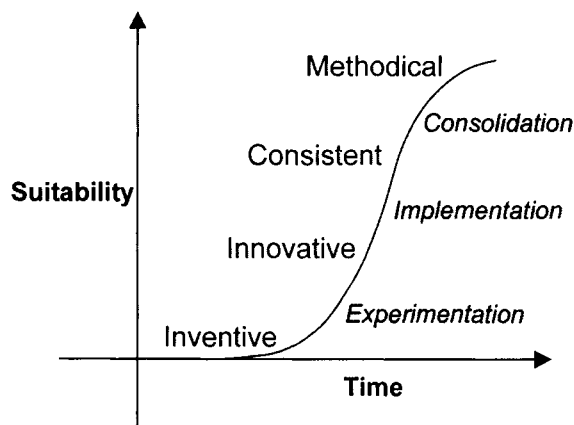 Methodical
Consolidation
Consistent
Suitability
Implementation
Innovative
Experimentation
Inventive
Time